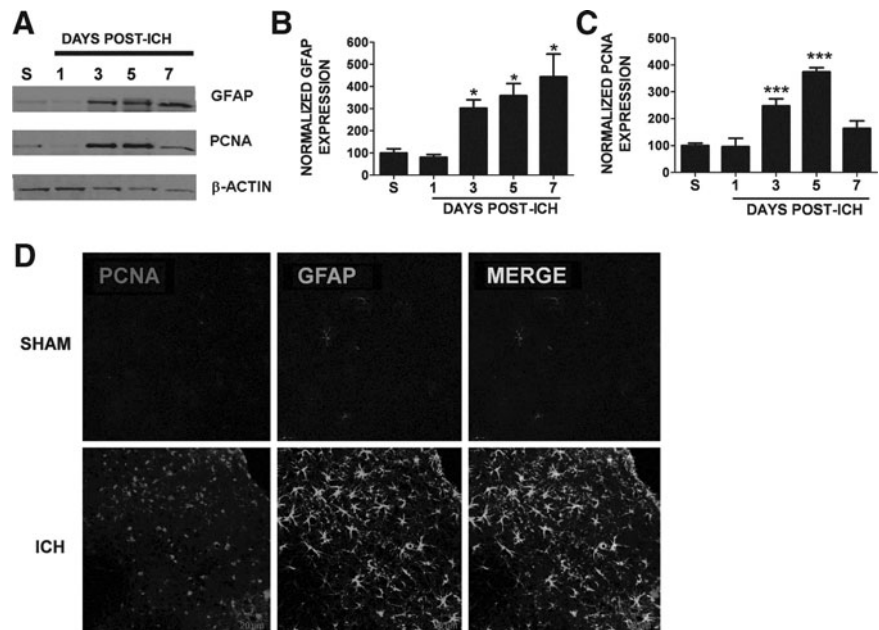 A
DAYS POST-ICH
S 1 3 5 7
GFAP
PCNA
β-ACTIN
B
NORMALIZED GFAP
EXPRESSION
600
500
400
300
200
100
0
* * *
S 1 3 5 7
DAYS POST-ICH
C
NORMALIZED PCNA
EXPRESSION
500
400
300
200
100
0
*** ***
S 1 3 5 7
DAYS POST-ICH
D
PCNA GFAP MERGE
SHAM
ICH
20 µm